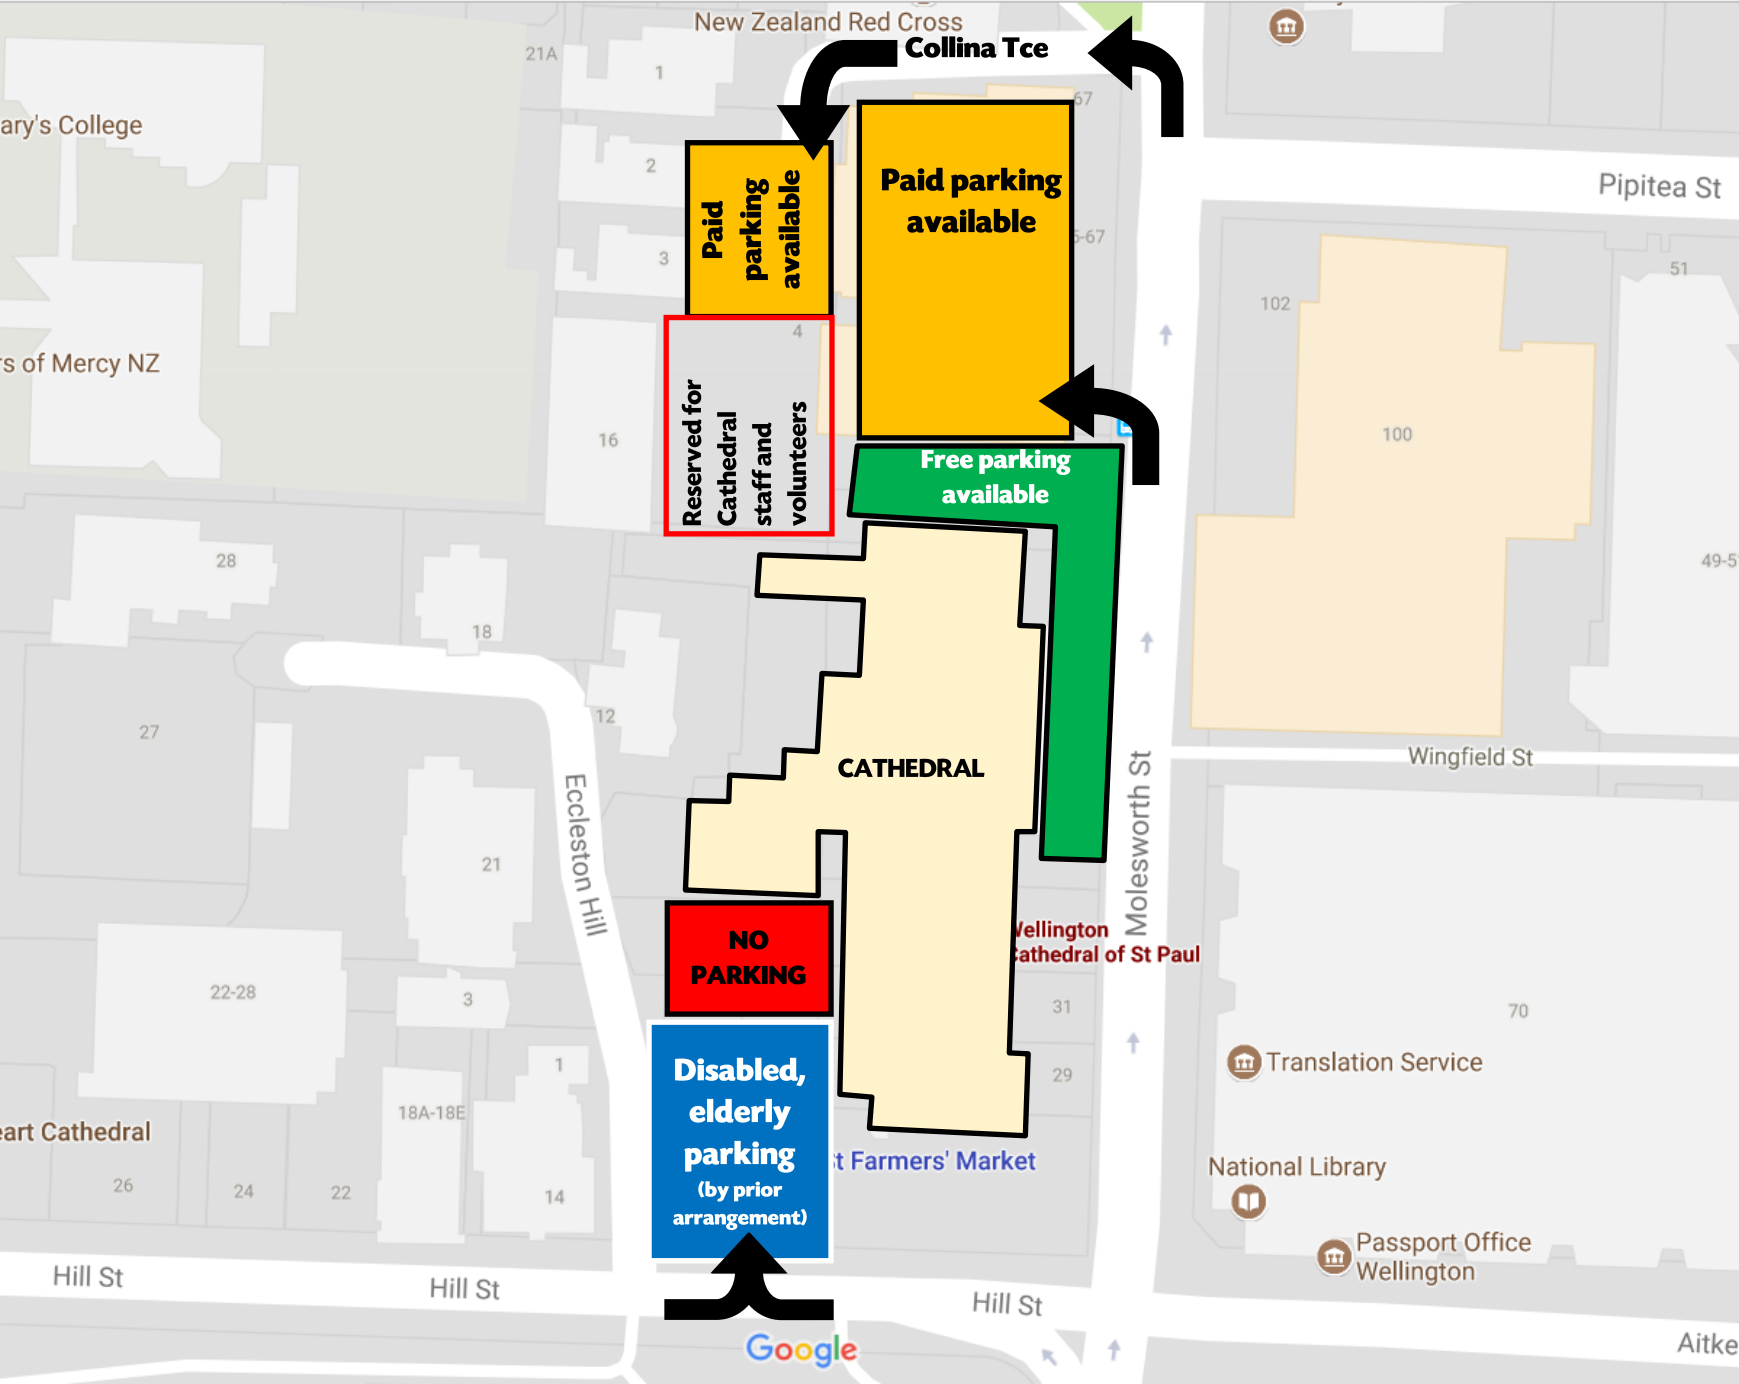 New Zealand Red Cross
Collina Tce
21A
1
67
ary's College
2
Paid parking
available
Paid
parking
available
Pipitea St
5-67
3
51
102
4
rs of Mercy NZ
Reserved for
Cathedral
staff and
volunteers
16
100
Free parking
available
28
49-5
18
12
27
CATHEDRAL
Wingfield St
Eccleston Hill
Molesworth St
21
NO
PARKING
Wellington
Cathedral of St Paul
22-28
3
31
70
Translation Service
1
29
Disabled,
elderly
parking
(by prior
arrangement)
18A-18E
eart Cathedral
st Farmers' Market
National Library
26
24
22
14
Passport Office
Wellington
Hill St
Hill St
Hill St
Aitke
Google